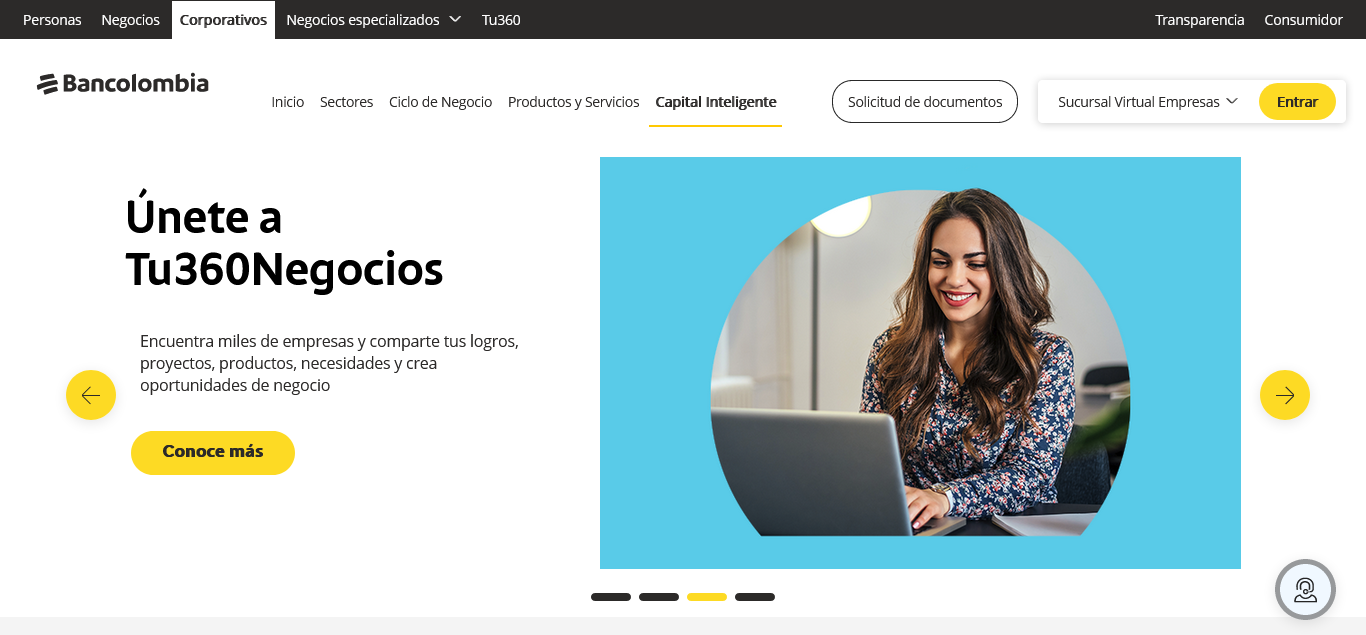 Personas Negocios Corporativos Negocios especializados Tu360 Transparencia Consumidor
Bancolombia
Inicio Sectores Ciclo de Negocio Productos y Servicios Capital Inteligente Solicitud de documentos Sucursal Virtual Empresas Entrar
Únete a
Tu360Negocios
Encuentra miles de empresas y comparte tus logros,
proyectos, productos, necesidades y crea
oportunidades de negocio
Conoce más